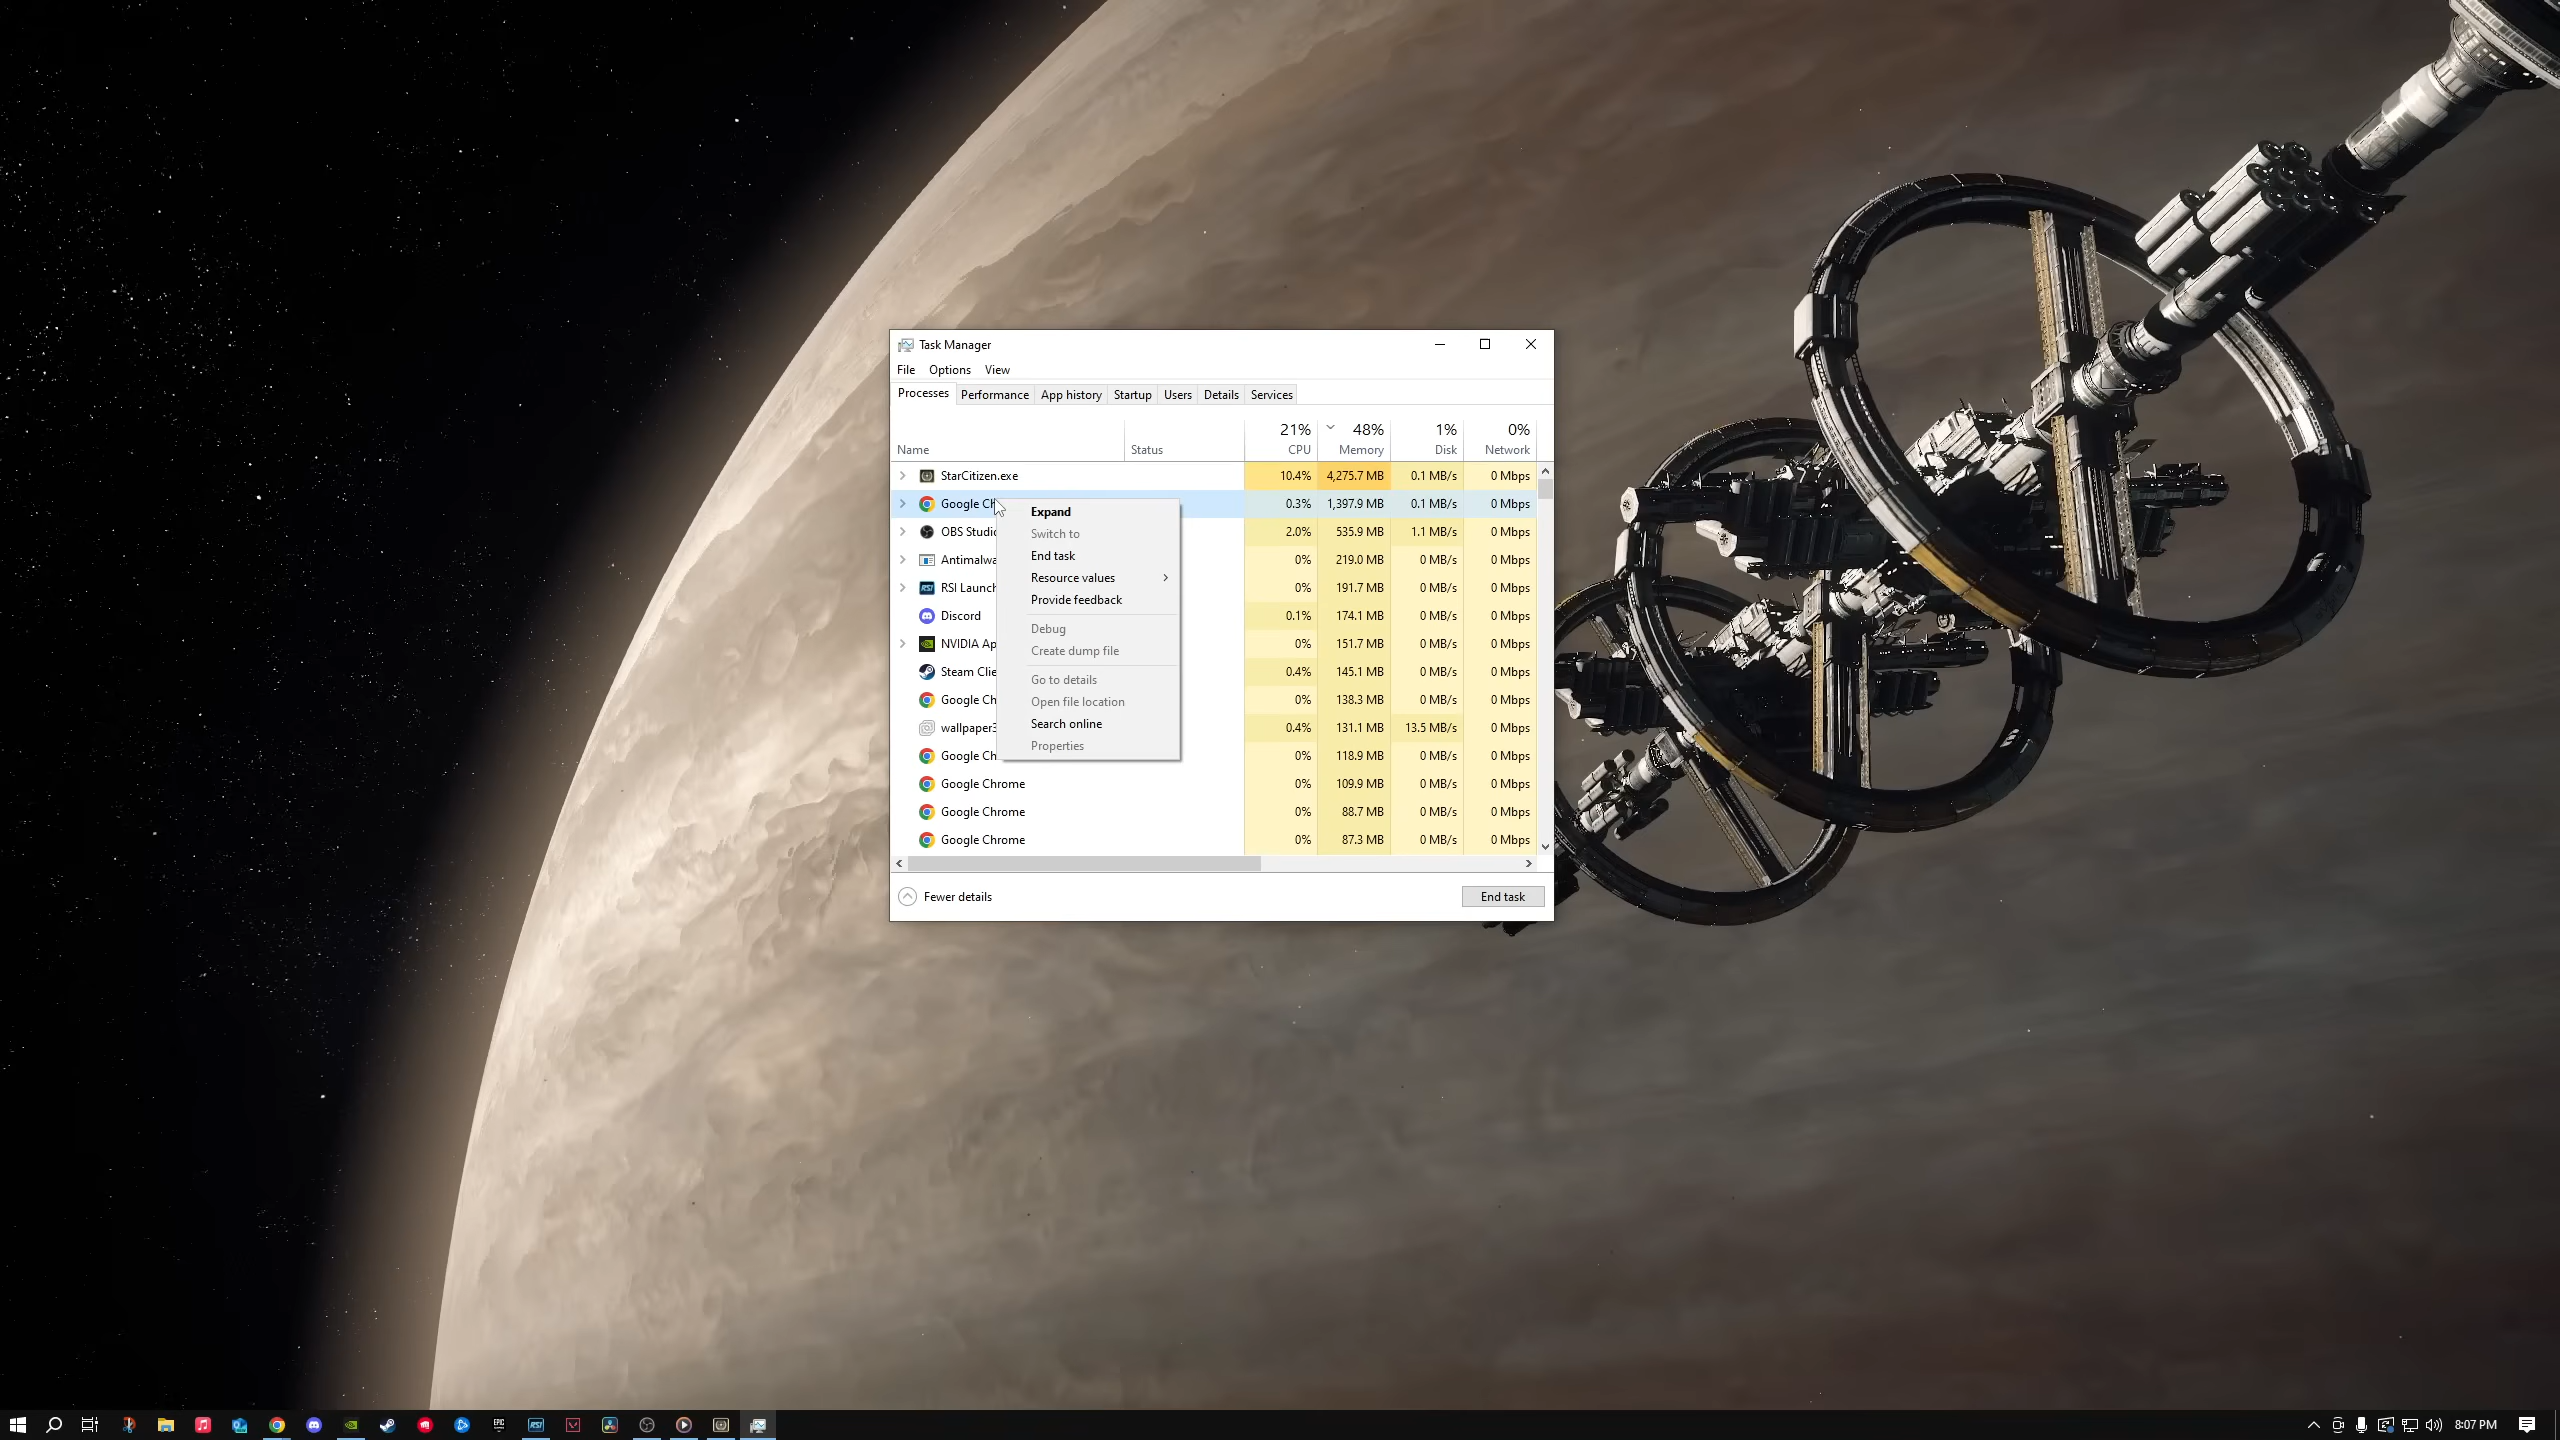 Task Manager
File Options View
Processes Performance App history Startup Users Details Services
21% 48% 1% 0%
Name Status CPU Memory Disk Network
StarCitizen.exe 10.4% 4,275.7 MB 0.1 MB/s 0 Mbps
Google Ch 0.3% 1,397.9 MB 0.1 MB/s 0 Mbps
OBS Studio 2.0% 535.9 MB 1.1 MB/s 0 Mbps
Antimalwa 0% 219.0 MB 0 MB/s 0 Mbps
RSI RSI Launch 0% 191.7 MB 0 MB/s 0 Mbps
Discord 0.1% 174.1 MB 0 MB/s 0 Mbps
NVIDIA Ap 0% 151.7 MB 0 MB/s 0 Mbps
Steam Clie 0.4% 145.1 MB 0 MB/s 0 Mbps
Google Ch 0% 138.3 MB 0 MB/s 0 Mbps
wallpaper3 0.4% 131.1 MB 13.5 MB/s 0 Mbps
Google Ch 0% 118.9 MB 0 MB/s 0 Mbps
Google Chrome 0% 109.9 MB 0 MB/s 0 Mbps
Google Chrome 0% 88.7 MB 0 MB/s 0 Mbps
Google Chrome 0% 87.3 MB 0 MB/s 0 Mbps
Expand
Switch to
End task
Resource values
Provide feedback
Debug
Create dump file
Go to details
Open file location
Search online
Properties
Fewer details End task
EPIC RSI 8:07 PM